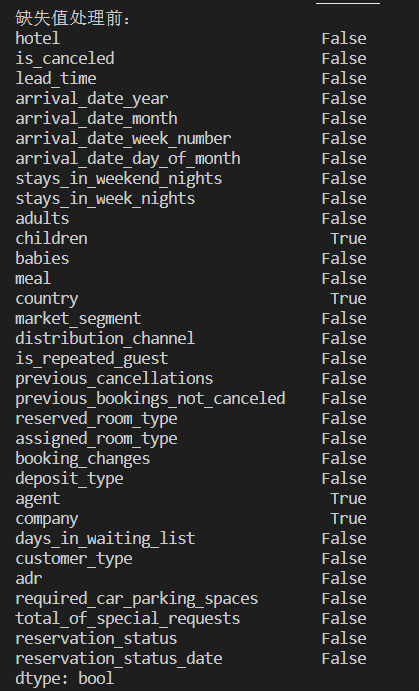 缺失值处理前：
hotel False
is_canceled False
lead_time False
arrival_date_year False
arrival_date_month False
arrival_date_week_number False
arrival_date_day_of_month False
stays_in_weekend_nights False
stays_in_week_nights False
adults False
children True
babies False
meal False
country True
market_segment False
distribution_channel False
is_repeated_guest False
previous_cancellations False
previous_bookings_not_canceled False
reserved_room_type False
assigned_room_type False
booking_changes False
deposit_type False
agent True
company True
days_in_waiting_list False
customer_type False
adr False
required_car_parking_spaces False
total_of_special_requests False
reservation_status False
reservation_status_date False
dtype: bool